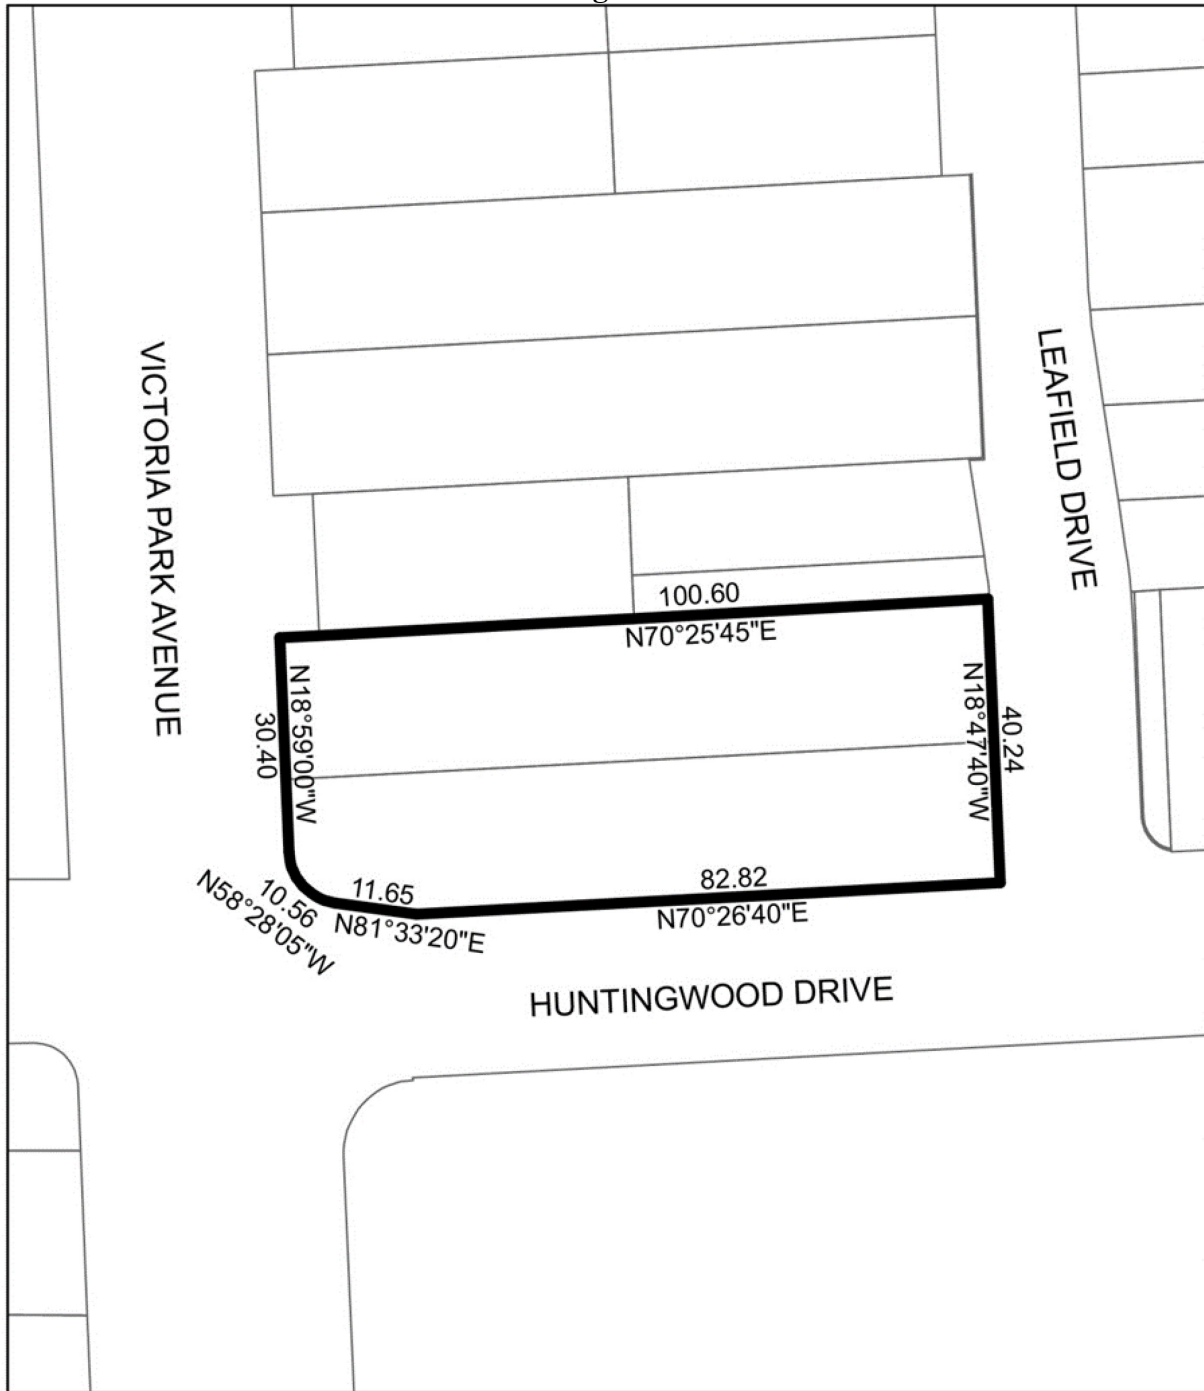 VICTORIA PARK AVENUE
LEAFIELD DRIVE
100.60
N70°25'45"E
N18°59'00"W
30.40
N18°47'40"W
40.24
10.56
N58°28'05"W
11.65
N81°33'20"E
82.82
N70°26'40"E
HUNTINGWOOD DRIVE